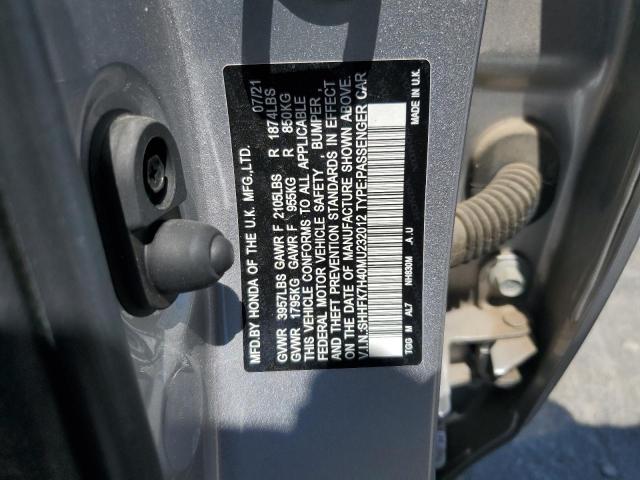 MFD.BY HONDA OF THE U.K. MFG.,LTD. 07/21
GVWR 3957LBS GAWR F 2105LBS R 1874LBS
GVWR 1795KG GAWR F 955KG R 850KG
THIS VEHICLE CONFORMS TO ALL APPLICABLE
FEDERAL MOTOR VEHICLE SAFETY , BUMPER ,
AND THEFT PREVENTION STANDARDS IN EFFECT
ON THE DATE OF MANUFACTURE SHOWN ABOVE.
V.I.N.:SHHFK7H40MU232012 TYPE:PASSENGER CAR
TGG M AL7 NH830M .A.U MADE IN U.K.